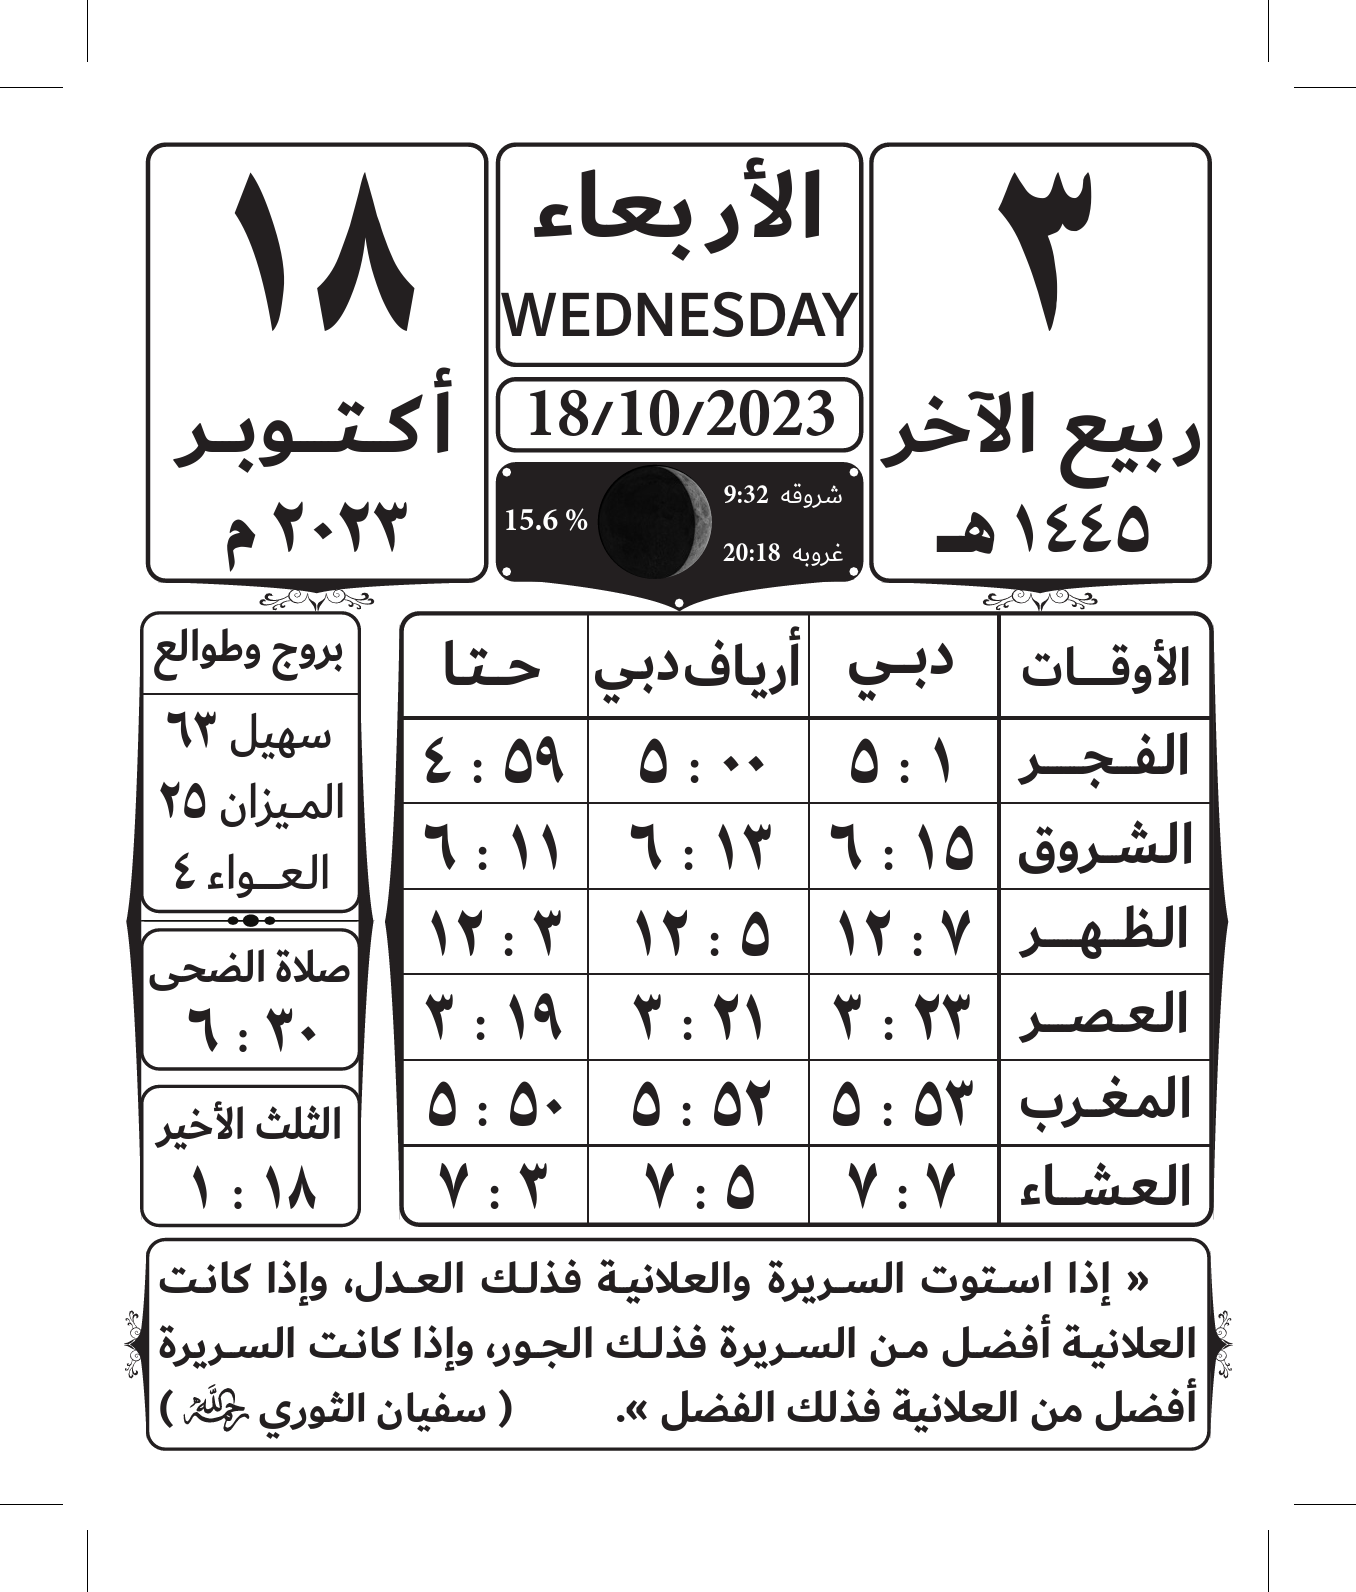 ٣
ربيع الآخر
١٤٤٥ هـ
الأربعاء
WEDNESDAY
18/10/2023
شروقه 9:32
15.6 %
غروبه 20:18
١٨
أكتوبر
٢٠٢٣ م
الأوقات دبي أرياف دبي حتا
الفجر ٥ : ١ ٥ : ٠٠ ٤ : ٥٩
الشروق ٦ : ١٥ ٦ : ١٣ ٦ : ١١
الظهر ١٢ : ٧ ١٢ : ٥ ١٢ : ٣
العصر ٣ : ٢٣ ٣ : ٢١ ٣ : ١٩
المغرب ٥ : ٥٣ ٥ : ٥٢ ٥ : ٥٠
العشاء ٧ : ٧ ٧ : ٥ ٧ : ٣
بروج وطوالع
سهيل ٦٣
الميزان ٢٥
العواء ٤
صلاة الضحى
٦ : ٣٠
الثلث الأخير
١ : ١٨
« إذا استوت السريرة والعلانية فذلك العدل، وإذا كانت
العلانية أفضل من السريرة فذلك الجور، وإذا كانت السريرة
أفضل من العلانية فذلك الفضل ». ( سفيان الثوري رحمه الله )